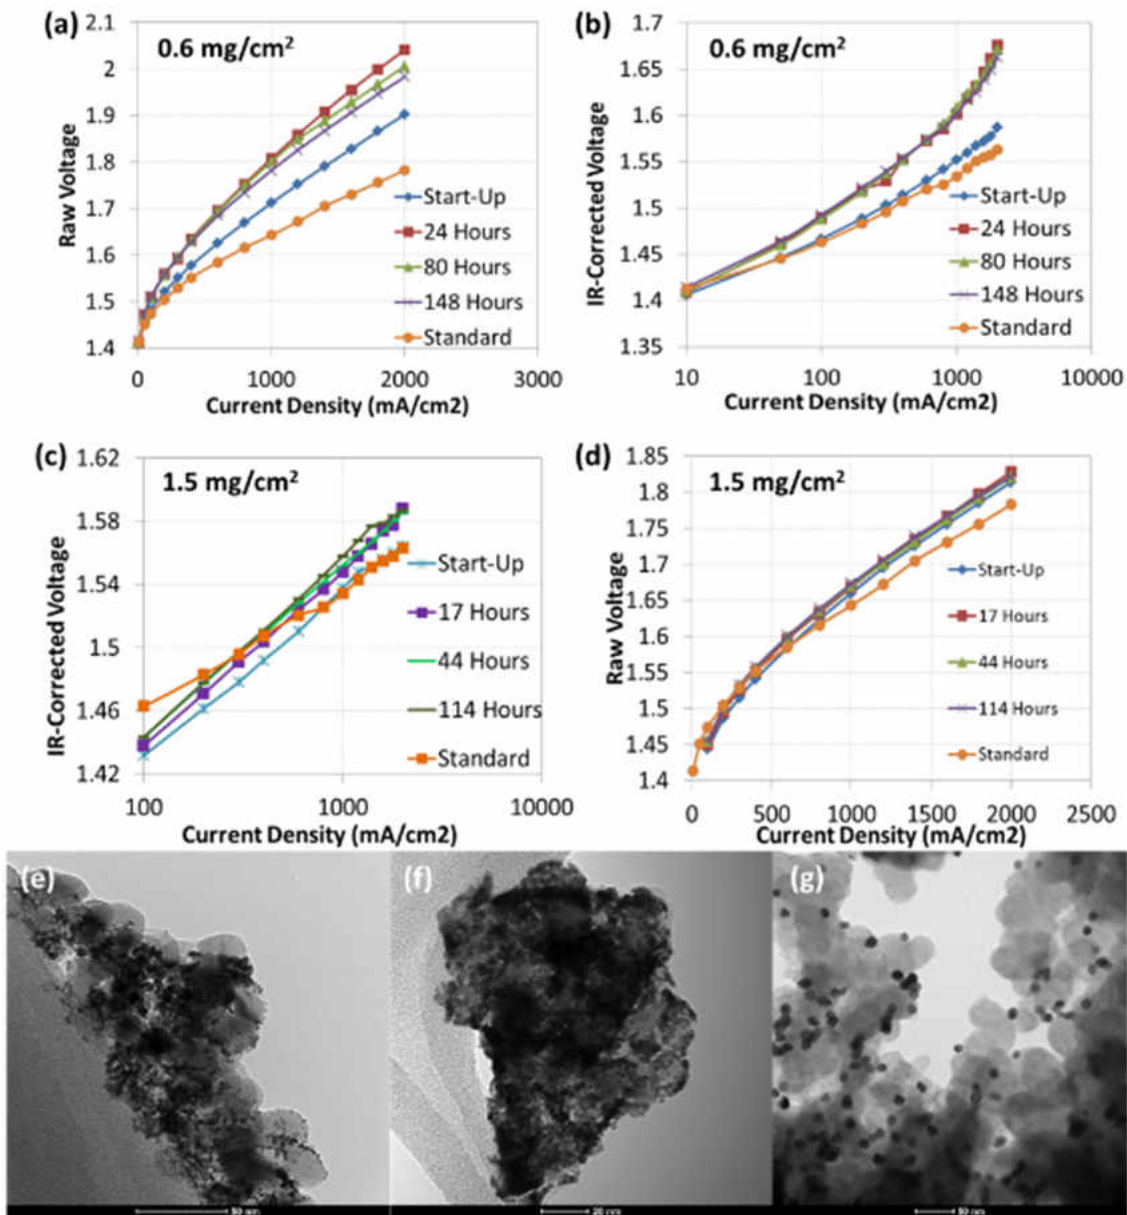 (a)
0.6 mg/cm²
Raw Voltage
2.1
2
1.9
1.8
1.7
1.6
1.5
1.4
0
1000
2000
3000
Current Density (mA/cm2)
Start-Up
24 Hours
80 Hours
148 Hours
Standard
(b)
0.6 mg/cm²
IR-Corrected Voltage
1.7
1.65
1.6
1.55
1.5
1.45
1.4
1.35
10
100
1000
10000
Current Density (mA/cm2)
Start-Up
24 Hours
80 Hours
148 Hours
Standard
(c)
1.5 mg/cm²
IR-Corrected Voltage
1.62
1.58
1.54
1.5
1.46
1.42
100
1000
10000
Current Density (mA/cm2)
Start-Up
17 Hours
44 Hours
114 Hours
Standard
(d)
1.5 mg/cm²
Raw Voltage
1.85
1.8
1.75
1.7
1.65
1.6
1.55
1.5
1.45
1.4
0
500
1000
1500
2000
2500
Current Density (mA/cm2)
Start-Up
17 Hours
44 Hours
114 Hours
Standard
(e)
50 nm
(f)
20 nm
(g)
50 nm